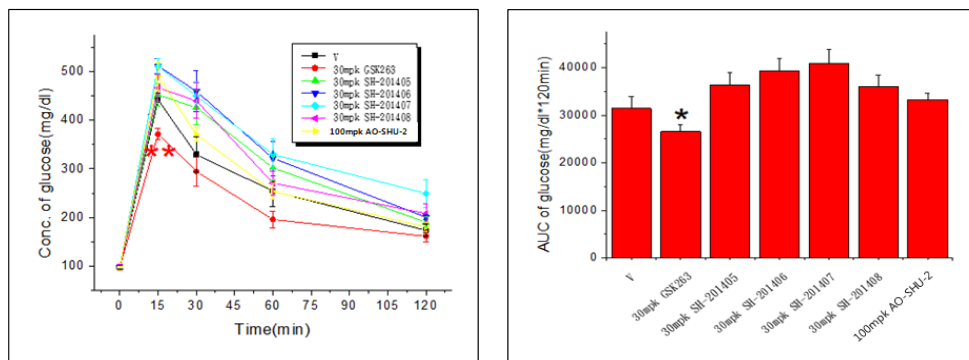 Conc. of glucose(mg/dl)
500
400
300
200
100
V
30mpk GSK263
30mpk SH-201405
30mpk SH-201406
30mpk SH-201407
30mpk SH-201408
100mpk AO-SHU-2
**
0 15 30 45 60 75 90 105 120
Time(min)
AUC of glucose(mg/dl*120min)
40000
30000
20000
10000
0
*
V
30mpk GSK263
30mpk SH-201405
30mpk SH-201406
30mpk SH-201407
30mpk SH-201408
100mpk AO-SHU-2